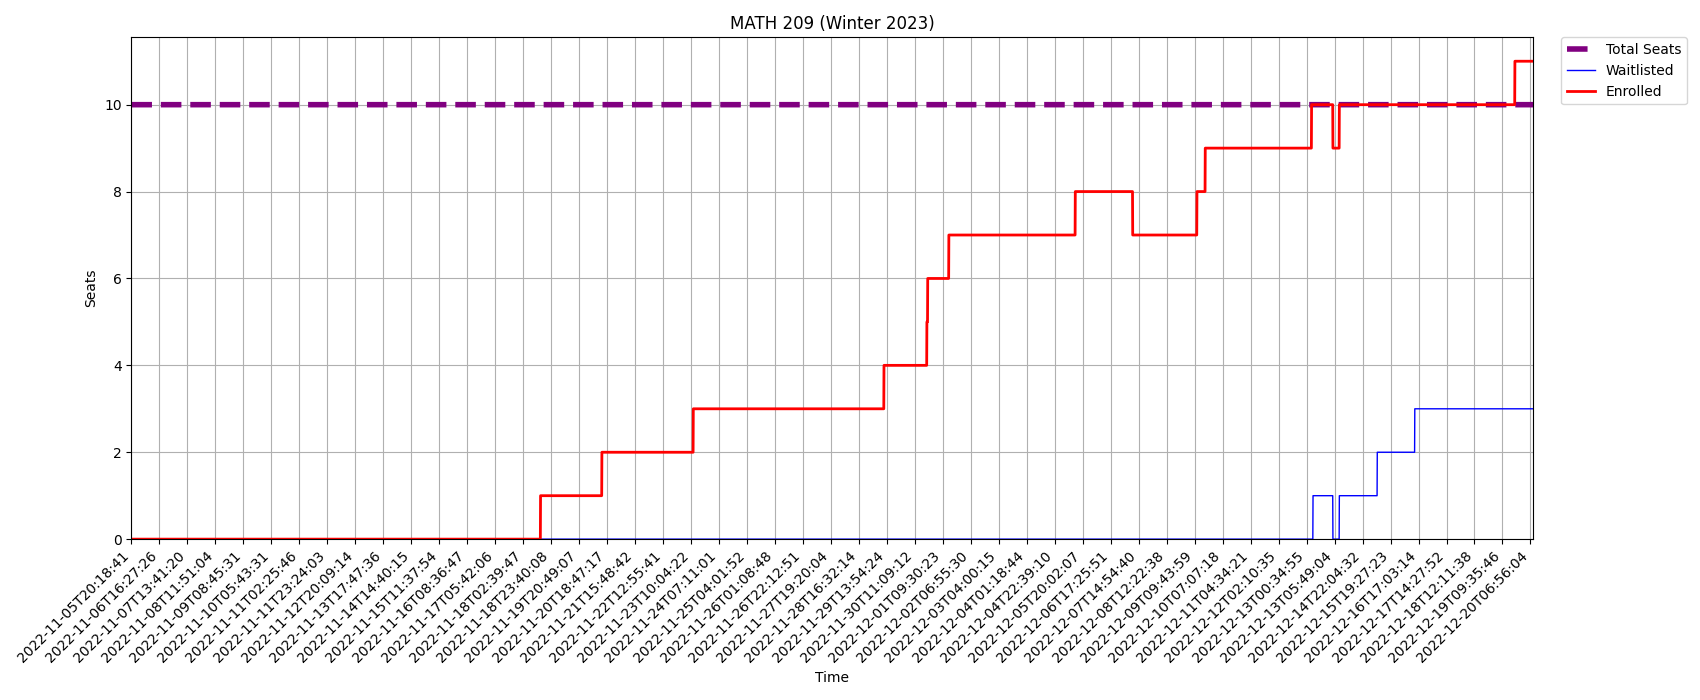 MATH 209 (Winter 2023)
Total Seats
Waitlisted
Enrolled
Seats
10
8
6
4
2
0
2022-11-05T20:18:41
2022-11-06T16:27:26
2022-11-07T13:41:20
2022-11-08T11:51:04
2022-11-09T08:45:31
2022-11-10T05:43:31
2022-11-11T02:25:46
2022-11-11T23:24:03
2022-11-12T20:09:14
2022-11-13T17:47:36
2022-11-14T14:40:15
2022-11-15T11:37:54
2022-11-16T08:36:47
2022-11-17T05:42:06
2022-11-18T02:39:47
2022-11-18T23:40:08
2022-11-19T20:49:07
2022-11-20T18:47:17
2022-11-21T15:48:42
2022-11-22T12:55:41
2022-11-23T10:04:22
2022-11-24T07:11:01
2022-11-25T04:01:52
2022-11-26T01:08:48
2022-11-26T22:12:51
2022-11-27T19:20:04
2022-11-28T16:32:14
2022-11-29T13:54:24
2022-11-30T11:09:12
2022-12-01T09:30:23
2022-12-02T06:55:30
2022-12-03T04:00:15
2022-12-04T01:18:44
2022-12-04T22:39:10
2022-12-05T20:02:07
2022-12-06T17:25:51
2022-12-07T14:54:40
2022-12-08T12:22:38
2022-12-09T09:43:59
2022-12-10T07:07:18
2022-12-11T04:34:21
2022-12-12T02:10:35
2022-12-13T00:34:55
2022-12-13T05:49:04
2022-12-14T22:04:32
2022-12-15T19:27:23
2022-12-16T17:03:14
2022-12-17T14:27:52
2022-12-18T12:11:38
2022-12-19T09:35:46
2022-12-20T06:56:04
Time